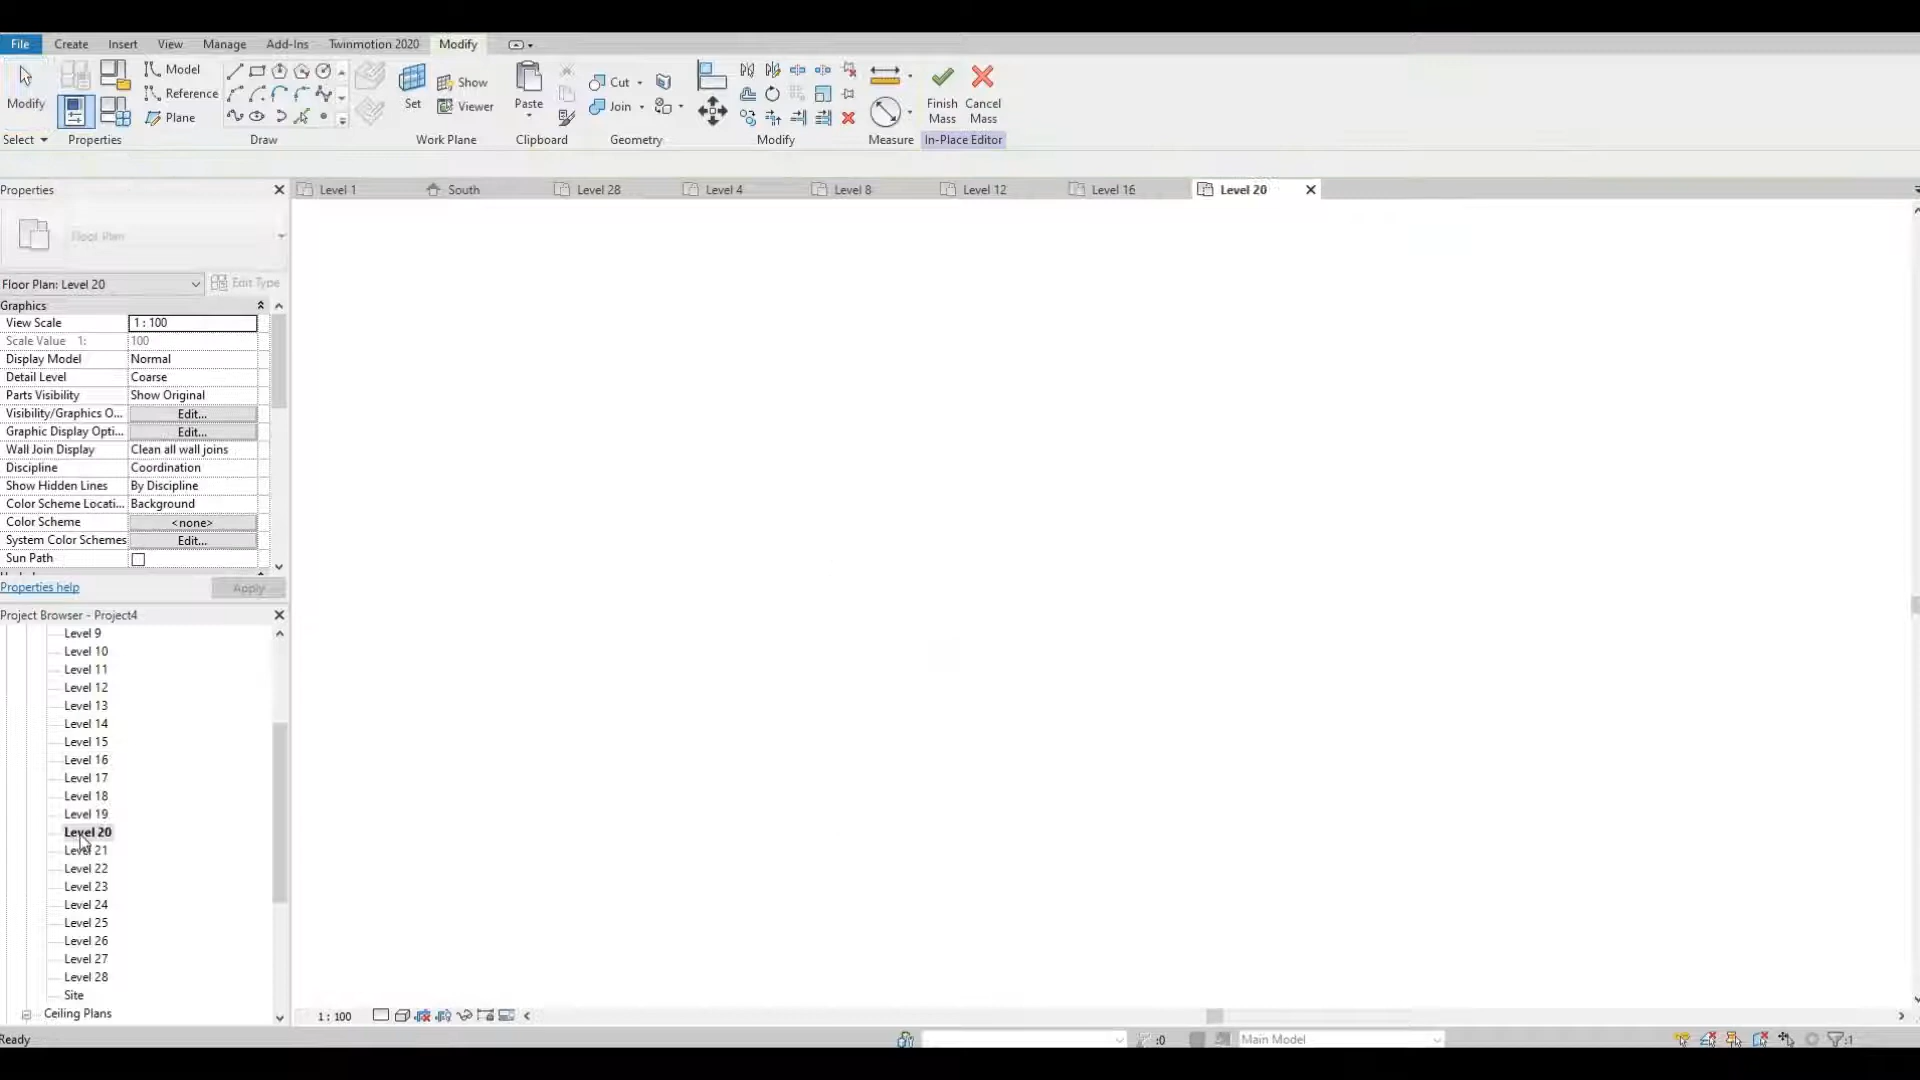 File Create Insert View Manage Add-Ins Twinmotion 2020 Modify
Modify
Model
Reference
Plane
Set
Show
Viewer
Paste
Cut
Join
Finish Mass
Cancel Mass
Select Properties Draw Work Plane Clipboard Geometry Modify Measure In-Place Editor
Properties
Level 1 South Level 28 Level 4 Level 8 Level 12 Level 16 Level 20
Floor Plan
Floor Plan: Level 20 Edit Type
Graphics
View Scale 1 : 100
Scale Value 1: 100
Display Model Normal
Detail Level Coarse
Parts Visibility Show Original
Visibility/Graphics O... Edit...
Graphic Display Opti... Edit...
Wall Join Display Clean all wall joins
Discipline Coordination
Show Hidden Lines By Discipline
Color Scheme Locati... Background
Color Scheme <none>
System Color Schemes Edit...
Sun Path
Properties help Apply
Project Browser - Project4
Level 9
Level 10
Level 11
Level 12
Level 13
Level 14
Level 15
Level 16
Level 17
Level 18
Level 19
Level 20
Level 21
Level 22
Level 23
Level 24
Level 25
Level 26
Level 27
Level 28
Site
Ceiling Plans
1 : 100
Ready :0 Main Model :1